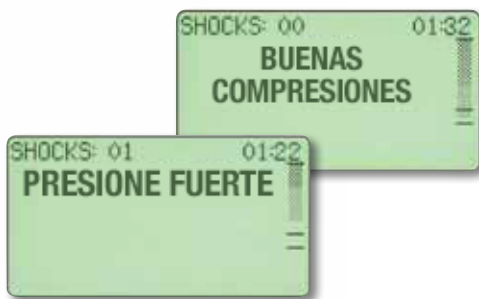 SHOCKS: 00 01:32
BUENAS
COMPRESIONES
SHOCKS: 01 01:22
PRESIONE FUERTE